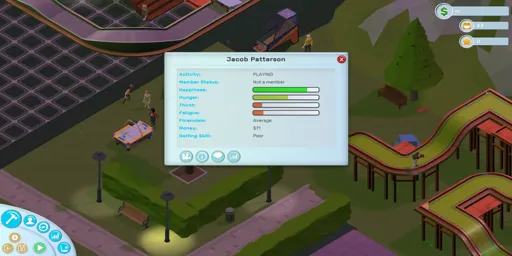 Jacob Patterson
Activity: PLAYING
Member Status: Not a member
Happiness:
Hunger:
Thirst:
Fatigue:
Financials: Average
Money: $71
Golfing Skill: Poor